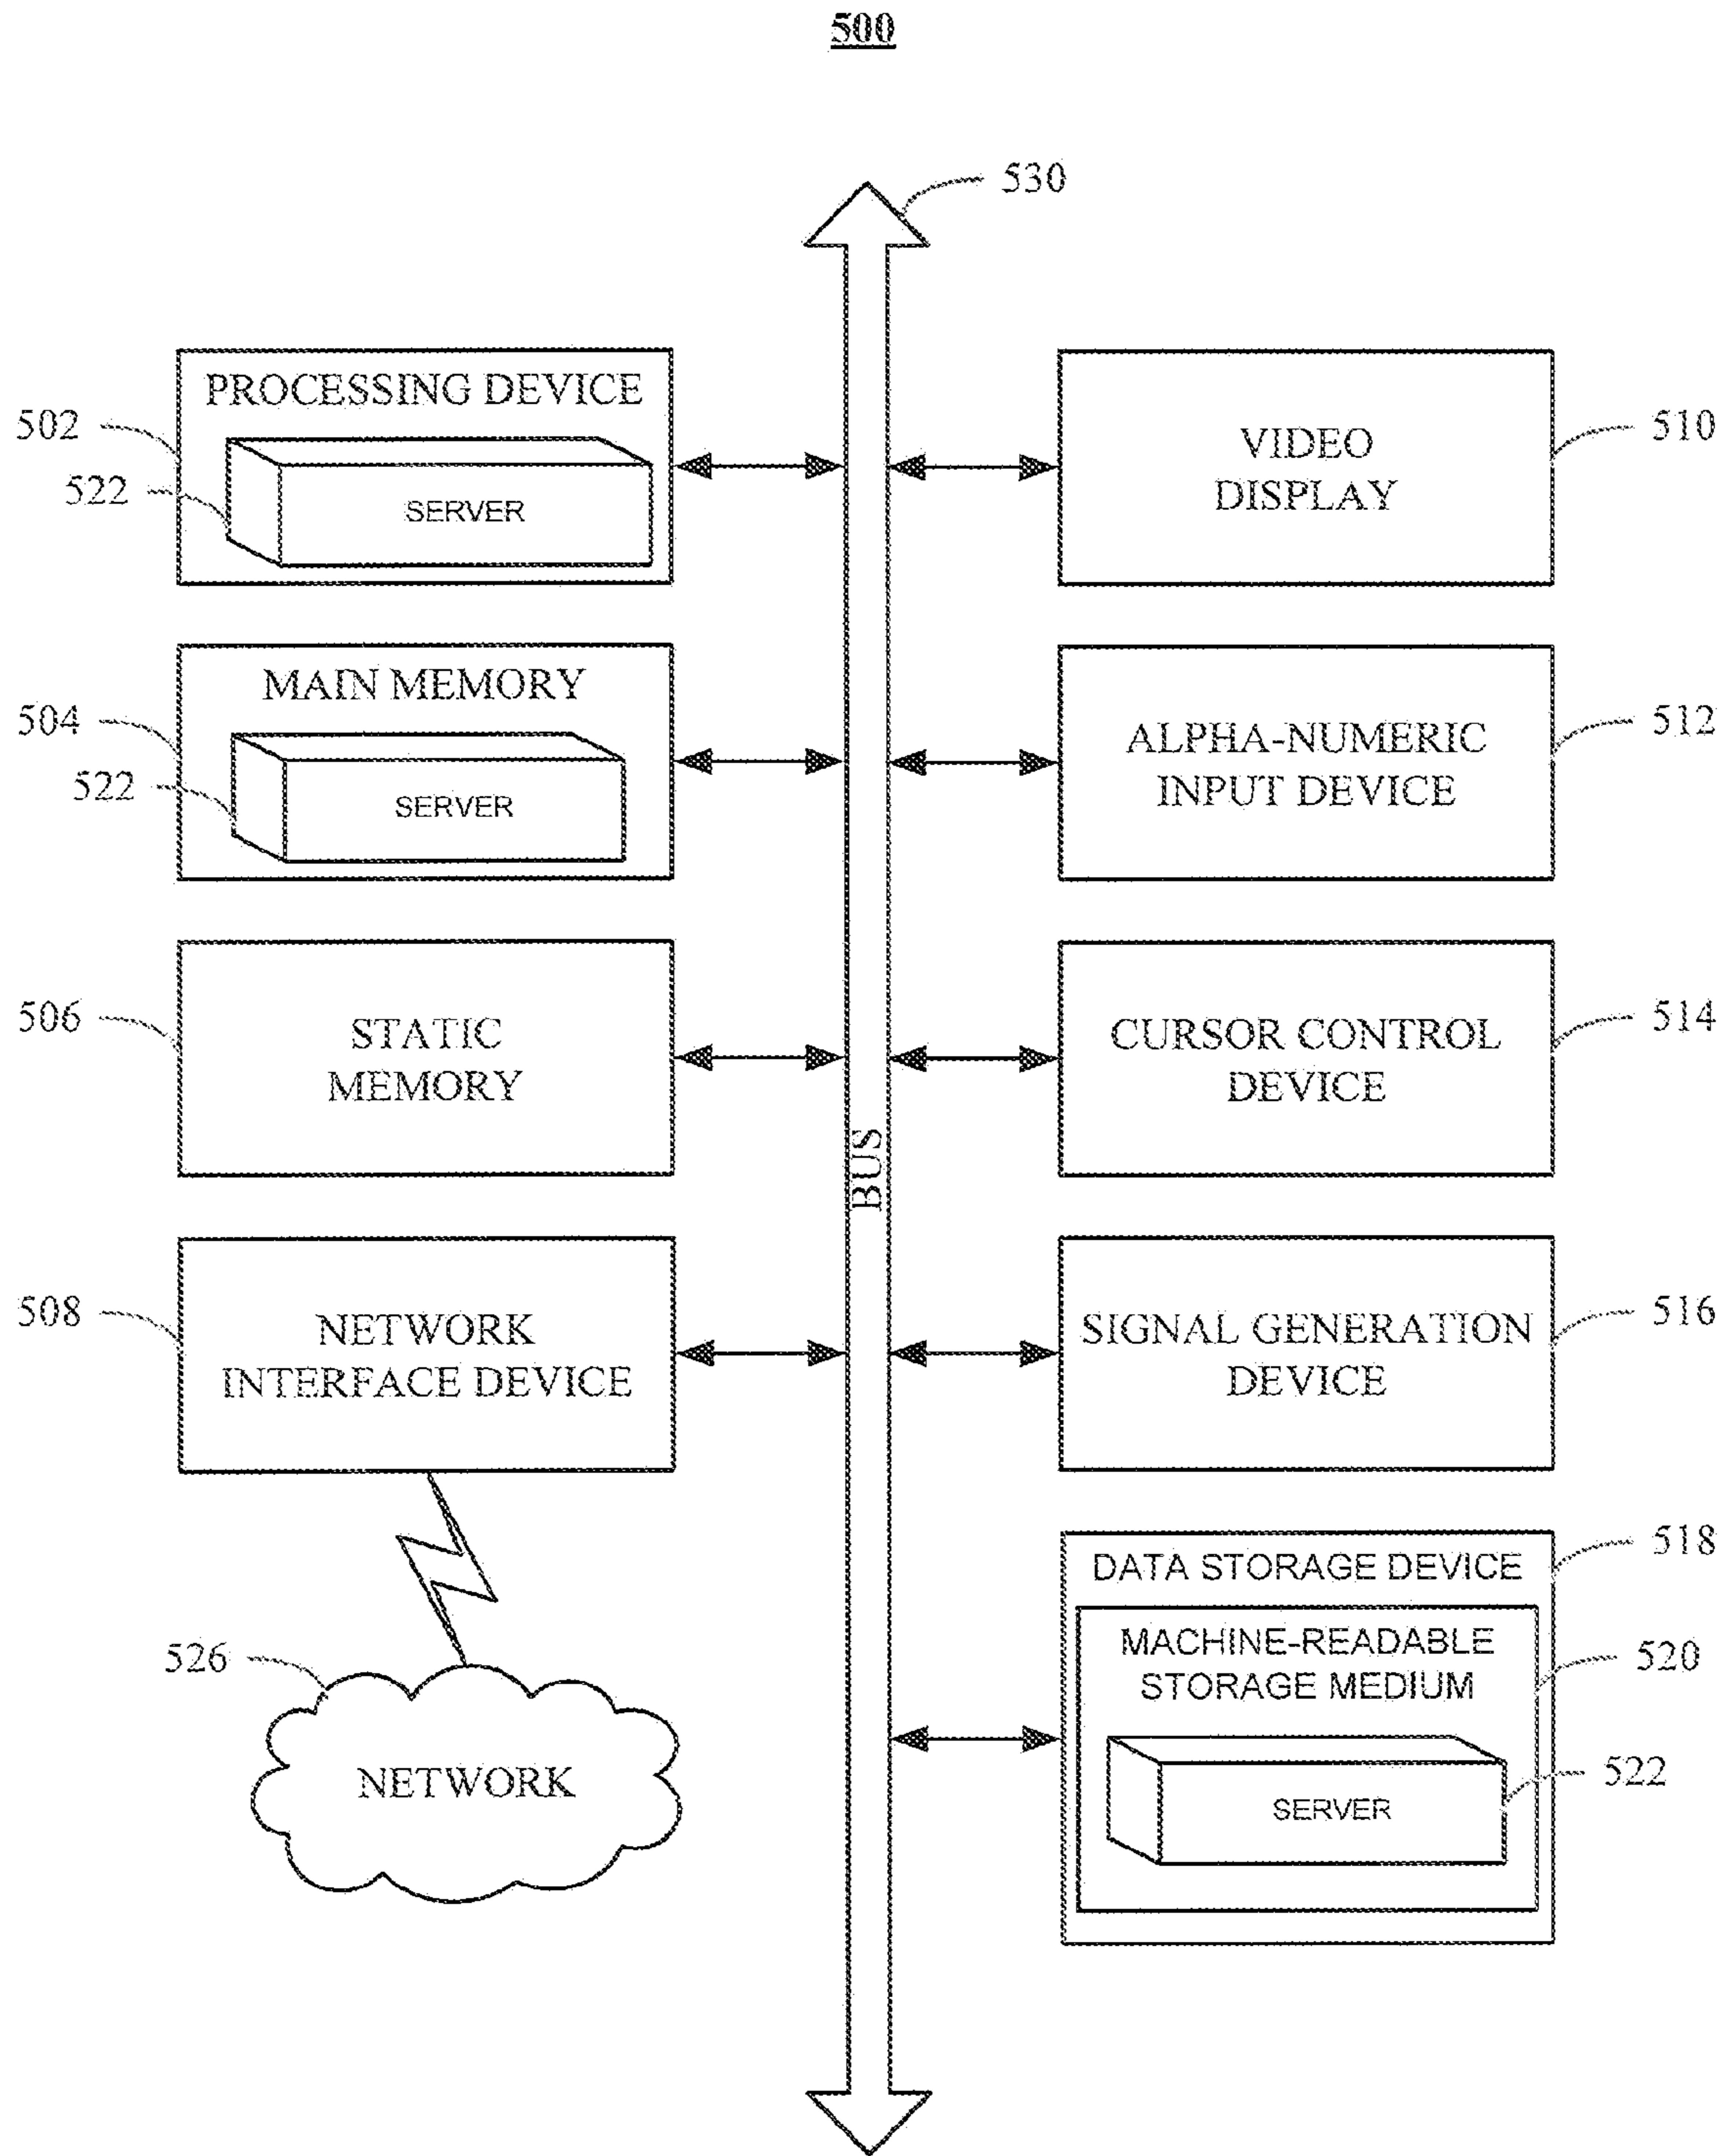 500
530
PROCESSING DEVICE
502
522
SERVER
VIDEO
DISPLAY
510
MAIN MEMORY
504
522
SERVER
ALPHA-NUMERIC
INPUT DEVICE
512
506
STATIC
MEMORY
CURSOR CONTROL
DEVICE
514
BUS
508
NETWORK
INTERFACE DEVICE
SIGNAL GENERATION
DEVICE
516
518
DATA STORAGE DEVICE
MACHINE-READABLE
STORAGE MEDIUM
520
SERVER
522
526
NETWORK